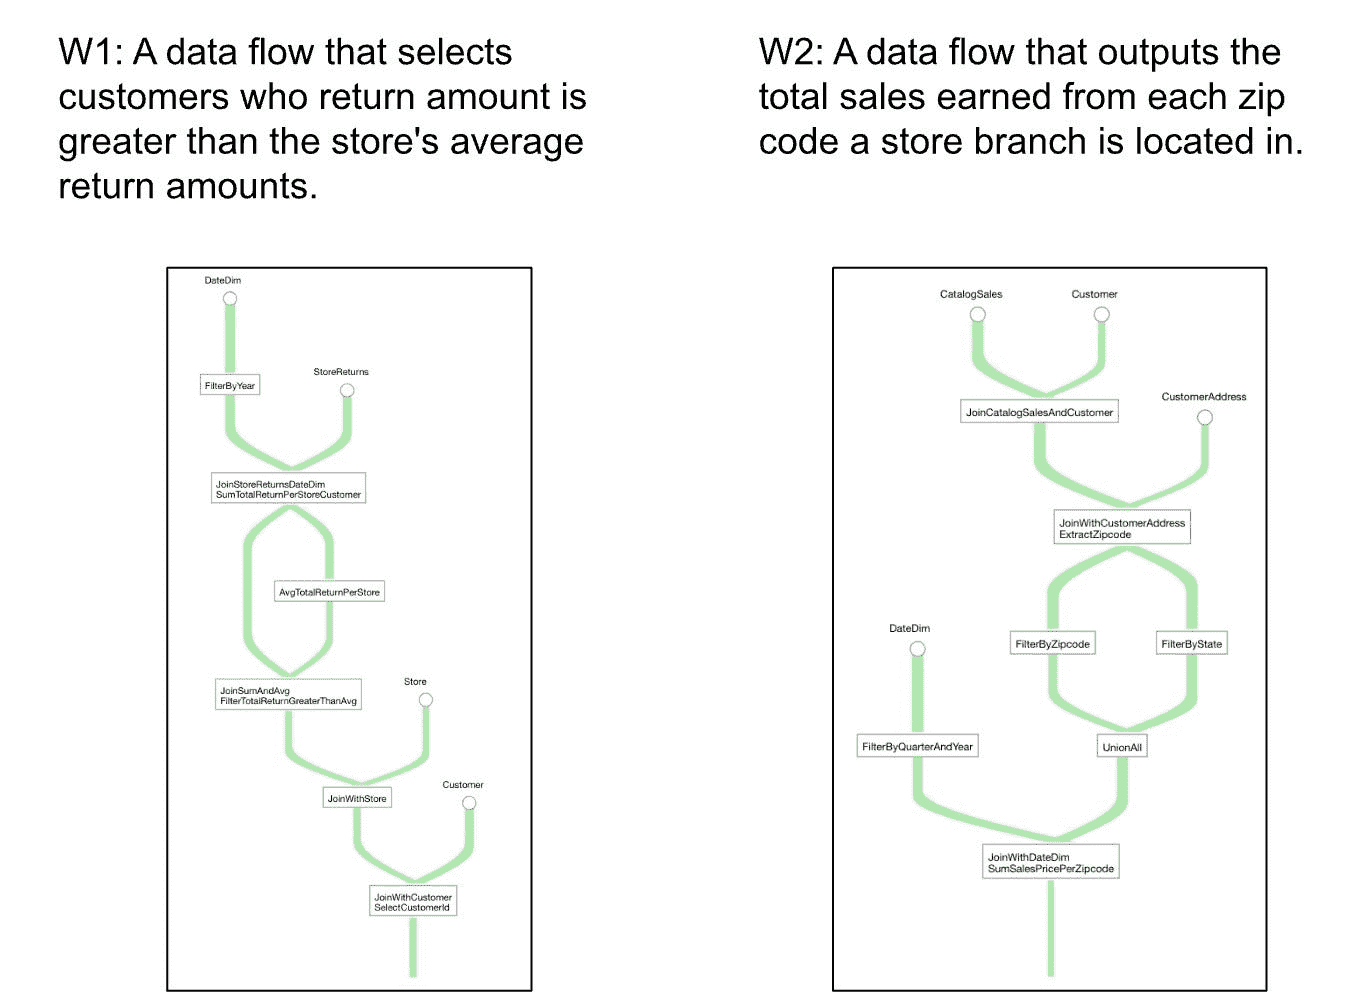 W1: A data flow that selects
customers who return amount is
greater than the store's average
return amounts.
W2: A data flow that outputs the
total sales earned from each zip
code a store branch is located in.
DateDim
FilterByYear
StoreReturns
JoinStoreReturnsDateDim
SumTotalReturnPerStoreCustomer
AvgTotalReturnPerStore
JoinSumAndAvg
FilterTotalReturnGreaterThanAvg
Store
JoinWithStore
Customer
JoinWithCustomer
SelectCustomerId
CatalogSales
Customer
JoinCatalogSalesAndCustomer
CustomerAddress
JoinWithCustomerAddress
ExtractZipcode
DateDim
FilterByZipcode
FilterByState
FilterByQuarterAndYear
UnionAll
JoinWithDateDim
SumSalesPricePerZipcode